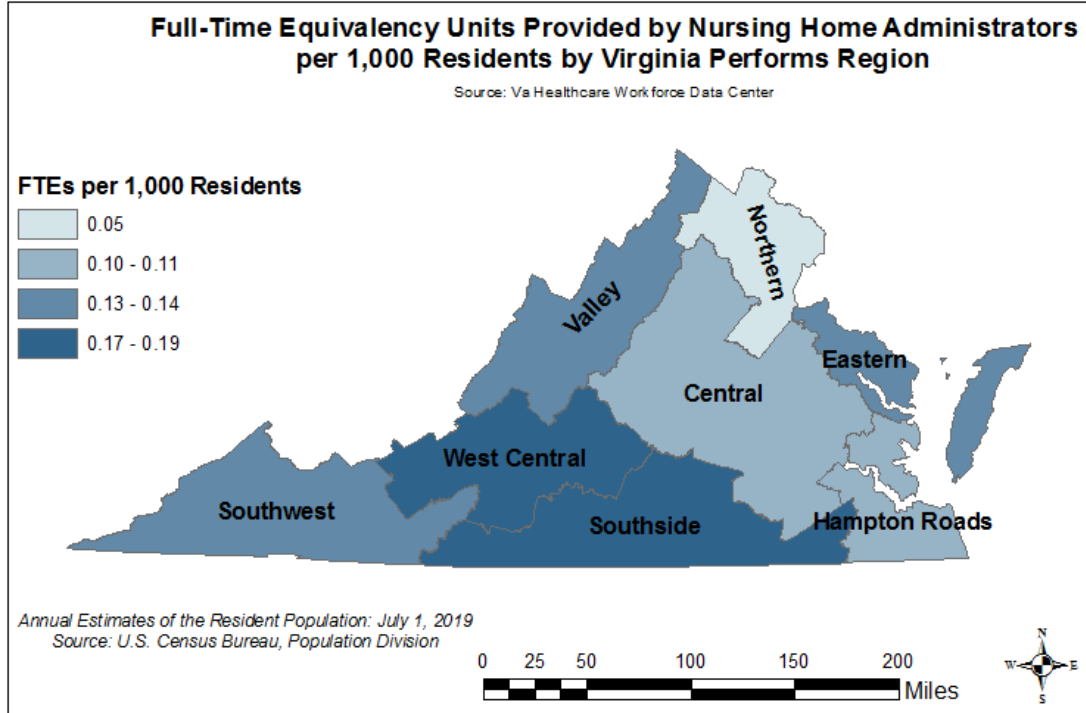 Full-Time Equivalency Units Provided by Nursing Home Administrators
per 1,000 Residents by Virginia Performs Region
Source: Va Healthcare Workforce Data Center
FTEs per 1,000 Residents
0.05
0.10 - 0.11
0.13 - 0.14
0.17 - 0.19
Northern
Valley
Eastern
Central
West Central
Southwest
Southside
Hampton Roads
Annual Estimates of the Resident Population: July 1, 2019
Source: U.S. Census Bureau, Population Division
0 25 50 100 150 200
Miles
N
W E
S